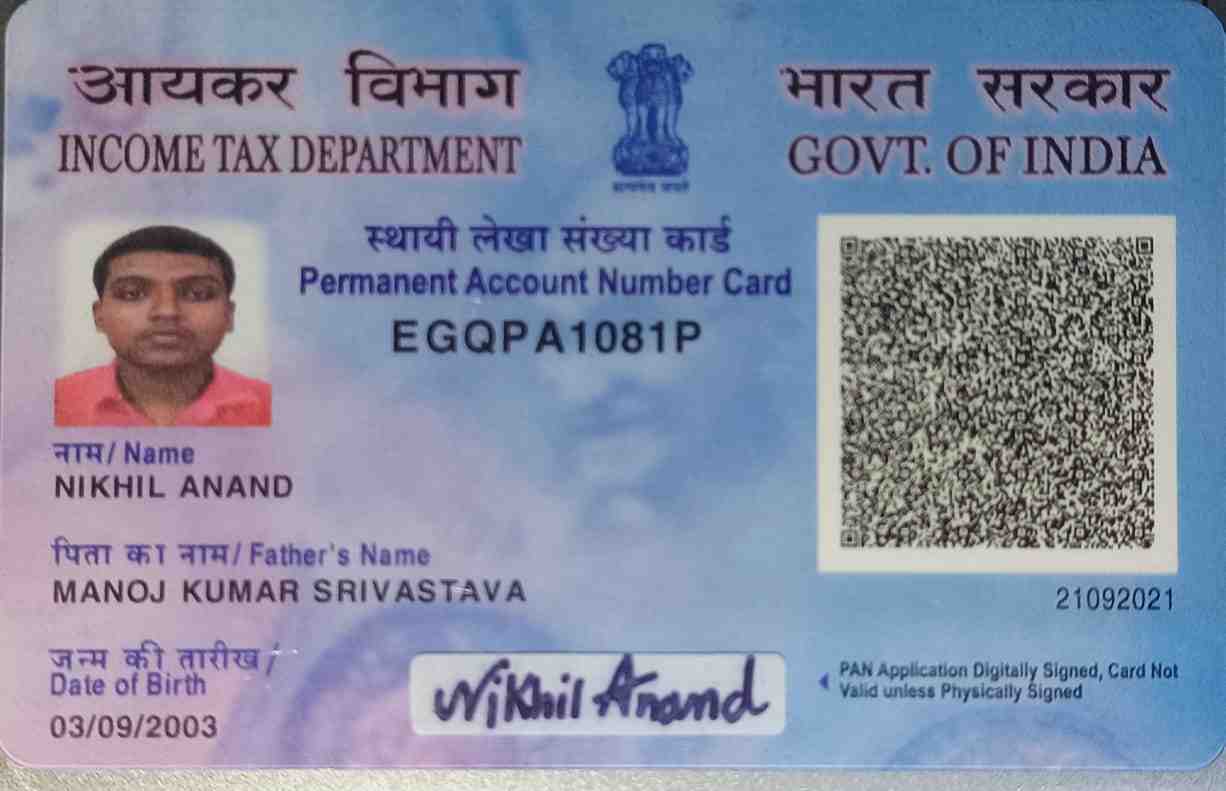 आयकर विभाग
INCOME TAX DEPARTMENT
भारत सरकार
GOVT. OF INDIA
सत्यमेव जयते
स्थायी लेखा संख्या कार्ड
Permanent Account Number Card
EGQPA1081P
नाम/ Name
NIKHIL ANAND
पिता का नाम/ Father's Name
MANOJ KUMAR SRIVASTAVA
21092021
जन्म की तारीख/
Date of Birth
03/09/2003
Nikhil Anand
PAN Application Digitally Signed, Card Not
Valid unless Physically Signed